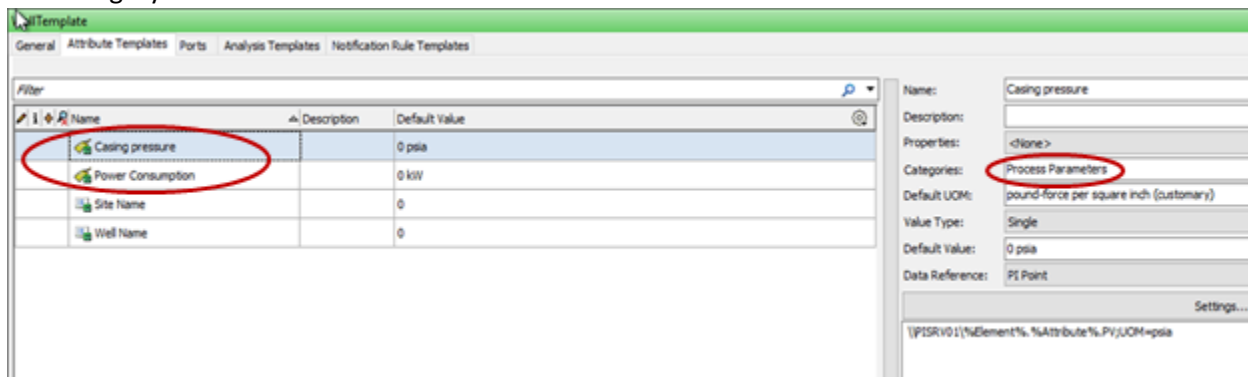 llTemplate
General Attribute Templates Ports Analysis Templates Notification Rule Templates
Filter
Name Description Default Value
Casing pressure 0 psia
Power Consumption 0 kW
Site Name 0
Well Name 0
Name: Casing pressure
Description:
Properties: <None>
Categories: Process Parameters
Default UOM: pound-force per square inch (customary)
Value Type: Single
Default Value: 0 psia
Data Reference: PI Point
Settings...
\\PISRV01\%Element%.%Attribute%.PV;UOM=psia